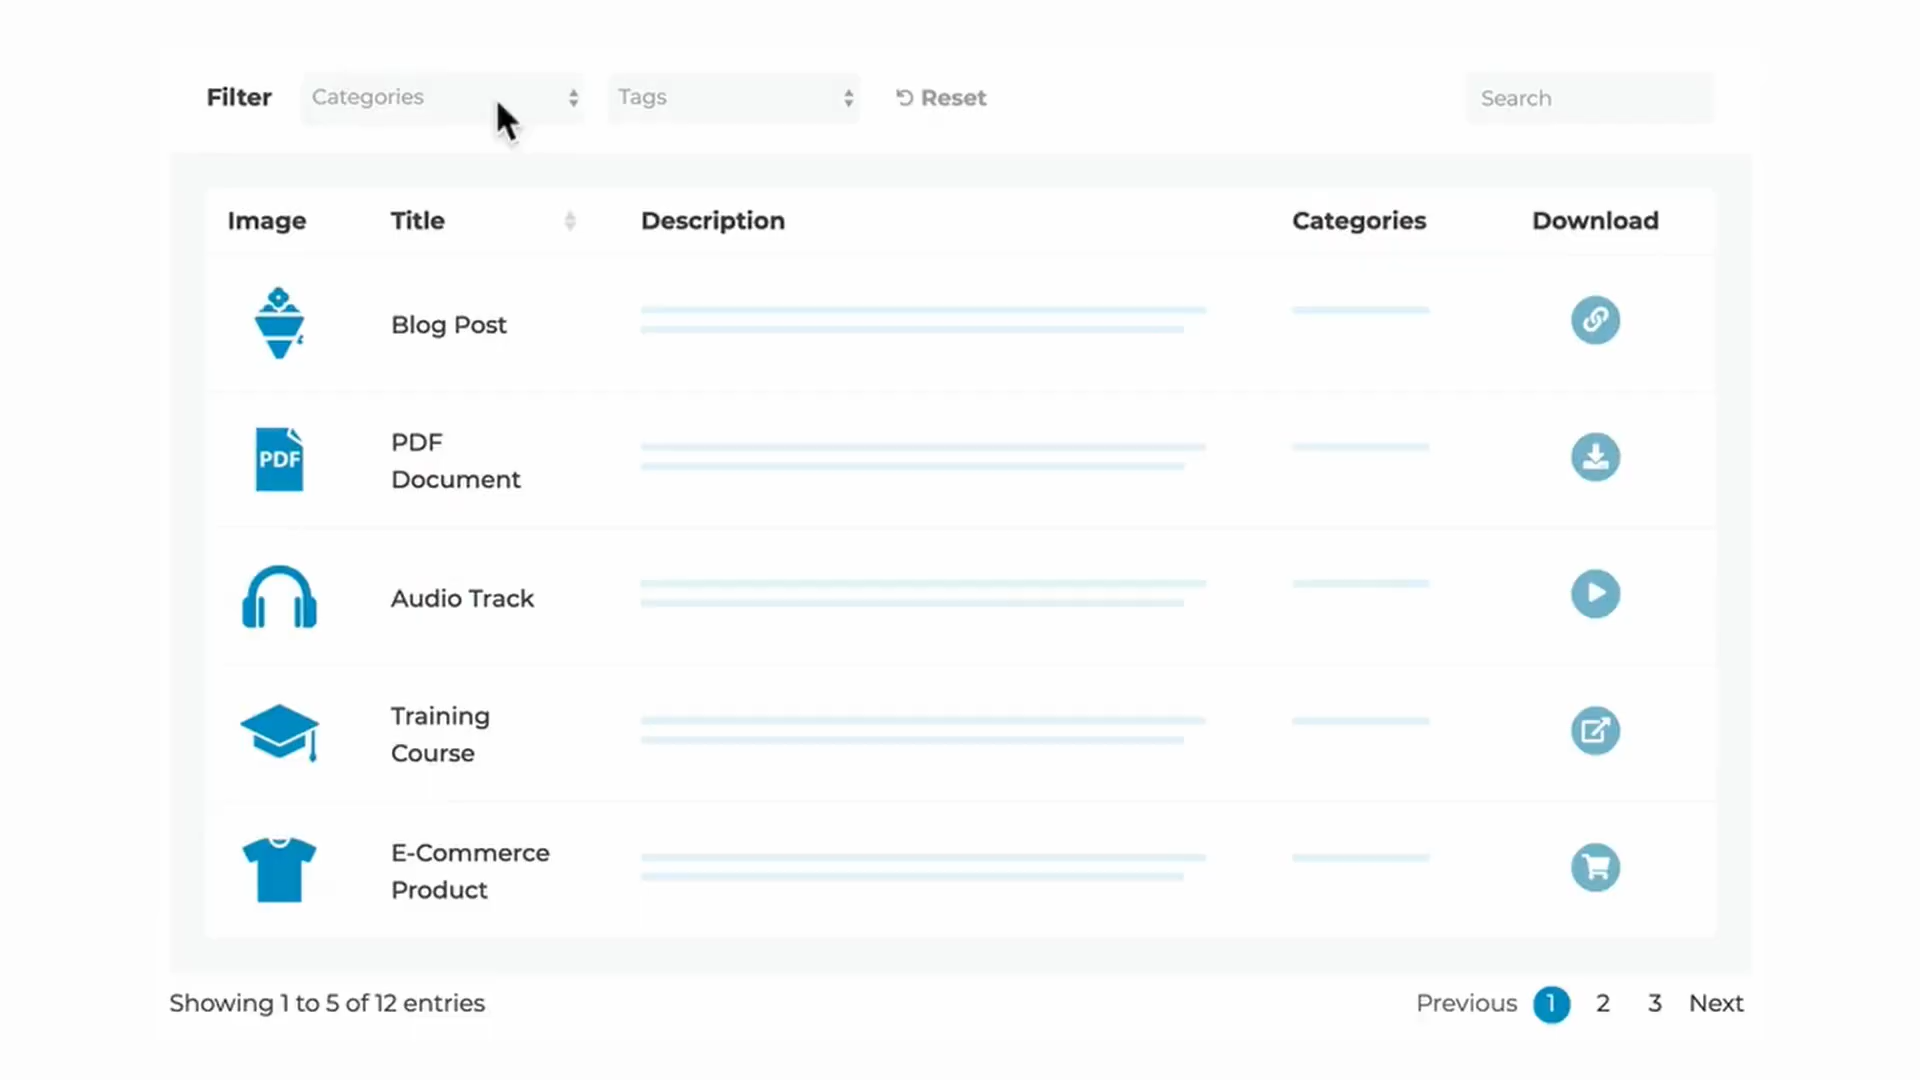 Filter Categories Tags Reset Search
Image Title Description Categories Download
Blog Post
PDF
PDF
Document
Audio Track
Training
Course
E-Commerce
Product
Showing 1 to 5 of 12 entries Previous 1 2 3 Next